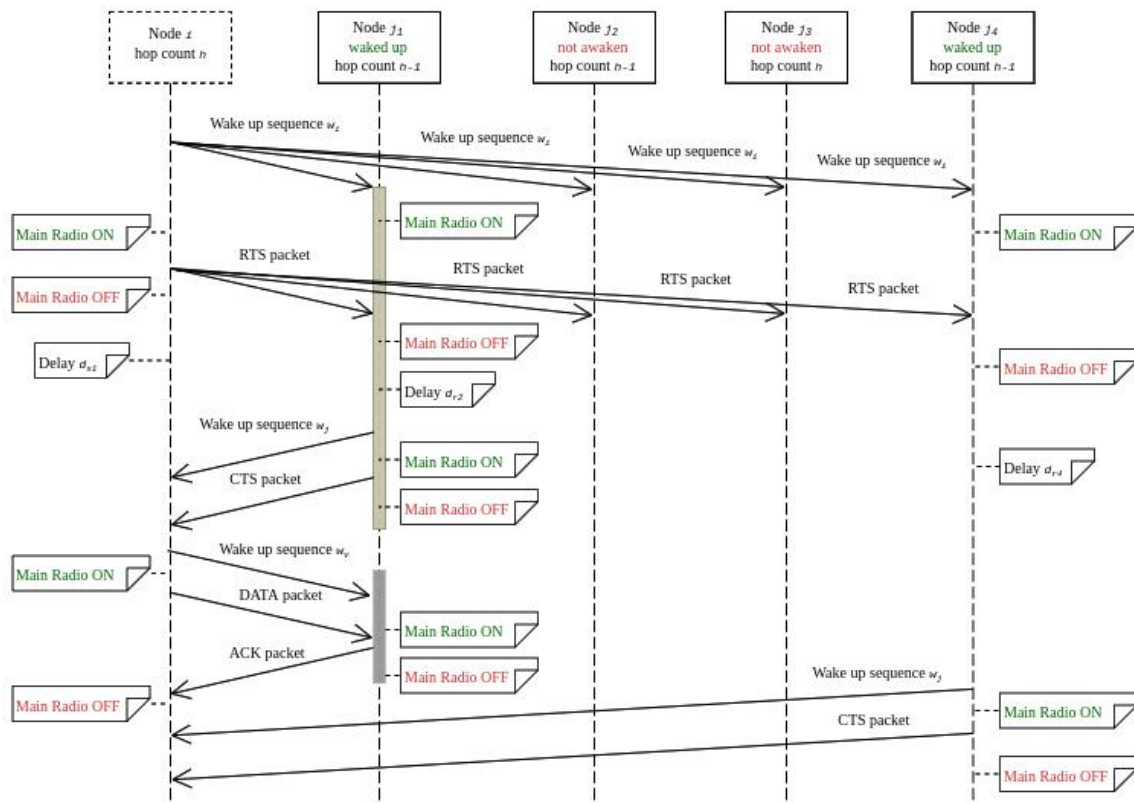 Node i
hop count h
Node j1
waked up
hop count h-1
Node j2
not awaken
hop count h-1
Node j3
not awaken
hop count h
Node j4
waked up
hop count h-1
Wake up sequence wi
Wake up sequence wi
Wake up sequence wi
Wake up sequence wi
Main Radio ON
Main Radio ON
Main Radio ON
RTS packet
RTS packet
RTS packet
RTS packet
Main Radio OFF
Main Radio OFF
Delay dx1
Main Radio OFF
Delay dr2
Wake up sequence wj
Main Radio ON
Delay dr4
CTS packet
Main Radio OFF
Wake up sequence wv
Main Radio ON
DATA packet
Main Radio ON
ACK packet
Main Radio OFF
Wake up sequence wj
Main Radio OFF
Main Radio ON
CTS packet
Main Radio OFF